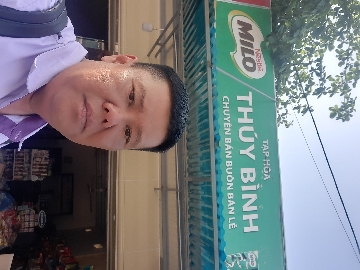 Nestlé
MILO
TẠP HÓA
THÚY BÌNH
CHUYÊN BÁN BUÔN BÁN LẺ